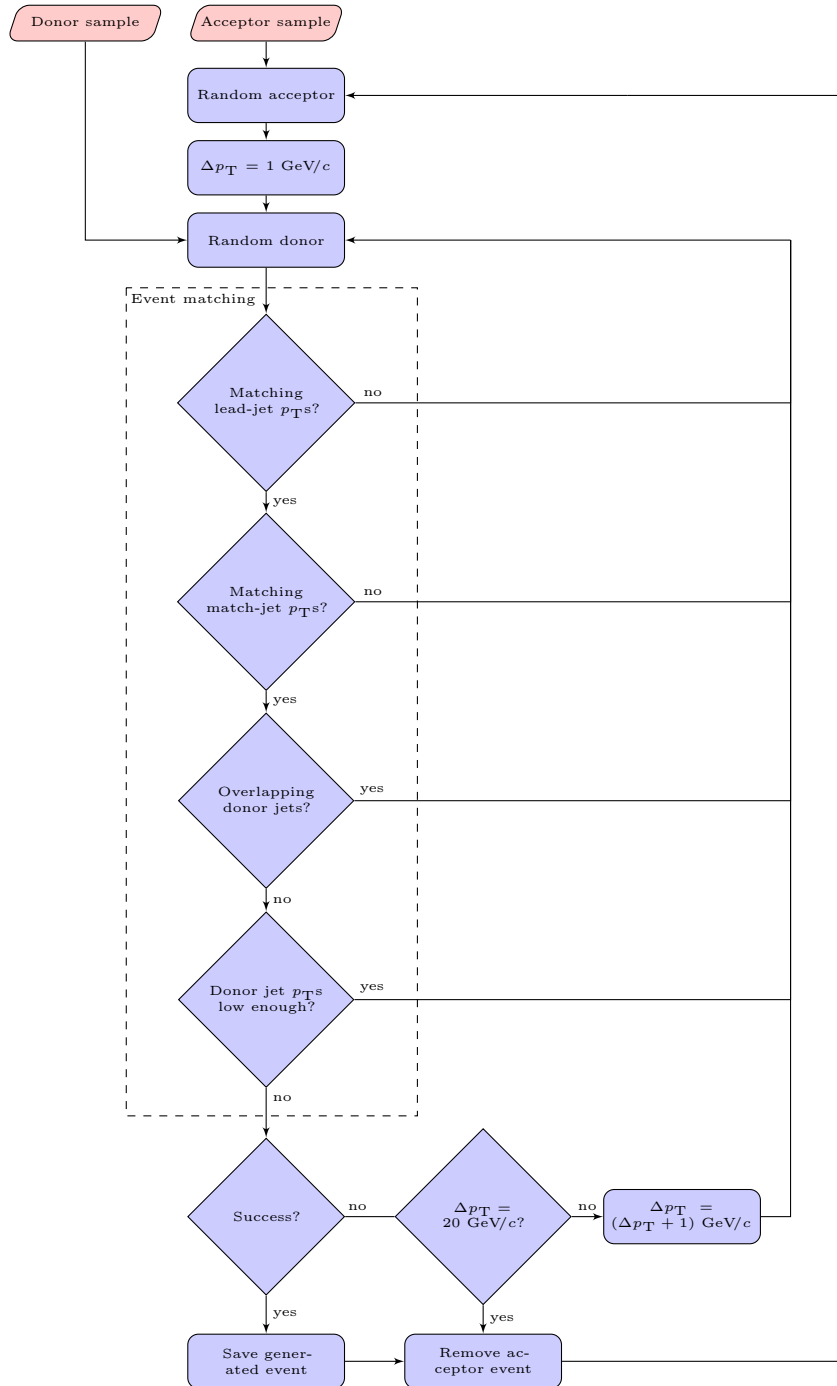 Donor sample
Acceptor sample
Random acceptor
Δp_T = 1 GeV/c
Random donor
Event matching
Matching
lead-jet p_Ts?
no
yes
Matching
match-jet p_Ts?
no
yes
Overlapping
donor jets?
yes
no
Donor jet p_Ts
low enough?
yes
no
Success?
no
Δp_T =
20 GeV/c?
no
Δp_T =
(Δp_T + 1) GeV/c
yes
yes
Save gener-
ated event
Remove ac-
ceptor event